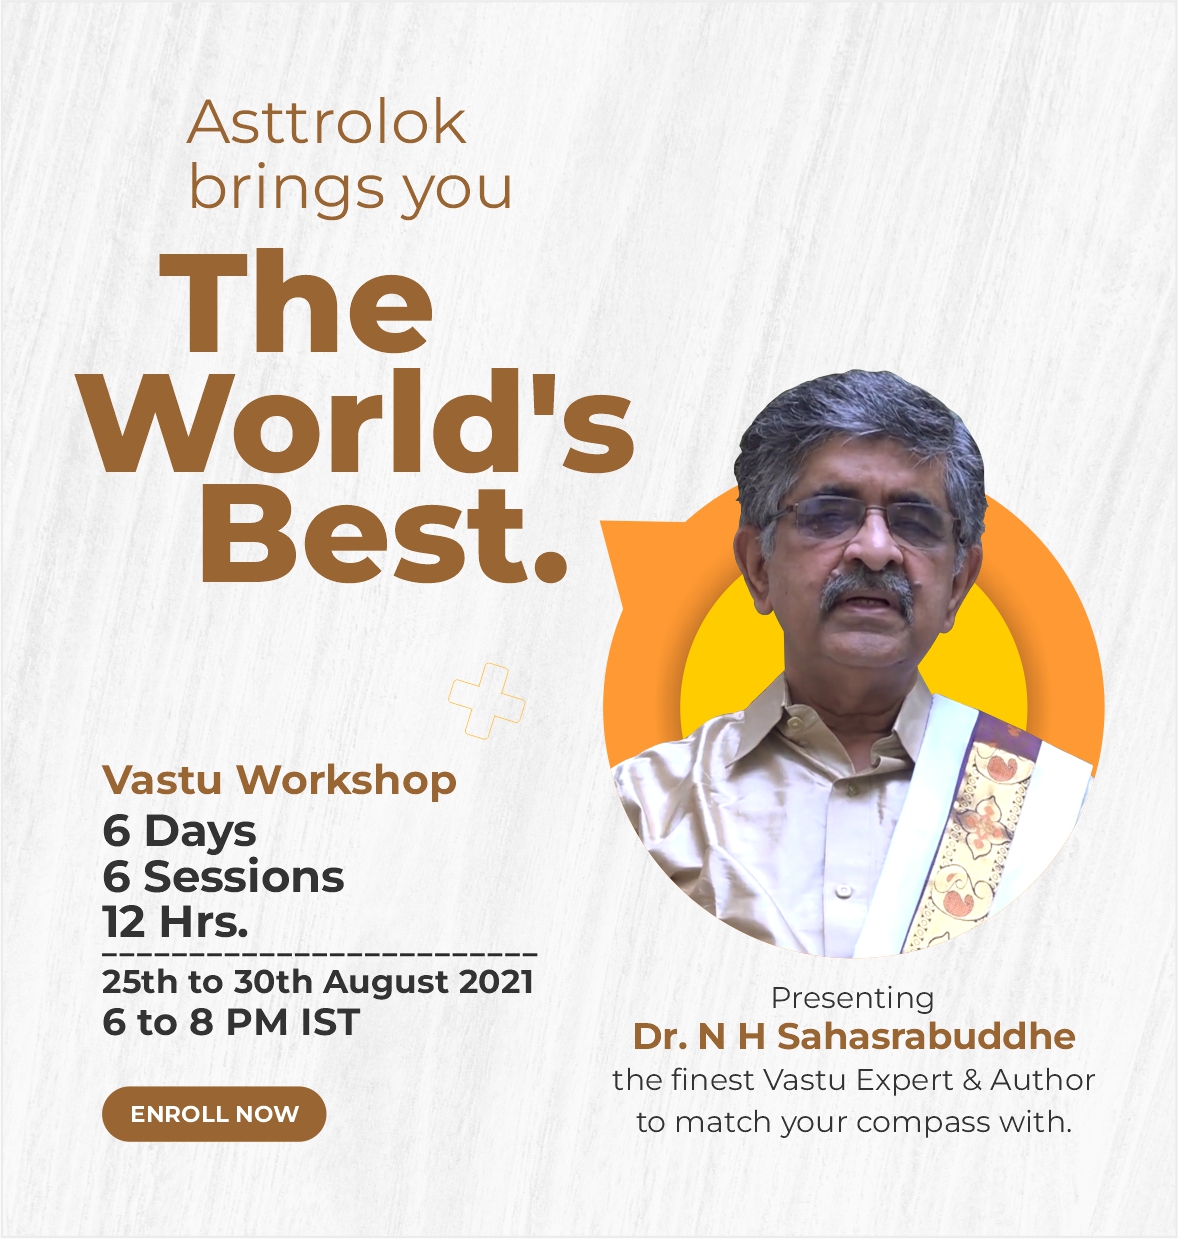 Asttrolok
brings you
The
World's
Best.
Vastu Workshop
6 Days
6 Sessions
12 Hrs.
25th to 30th August 2021
6 to 8 PM IST
ENROLL NOW
Presenting
Dr. N H Sahasrabuddhe
the finest Vastu Expert & Author
to match your compass with.